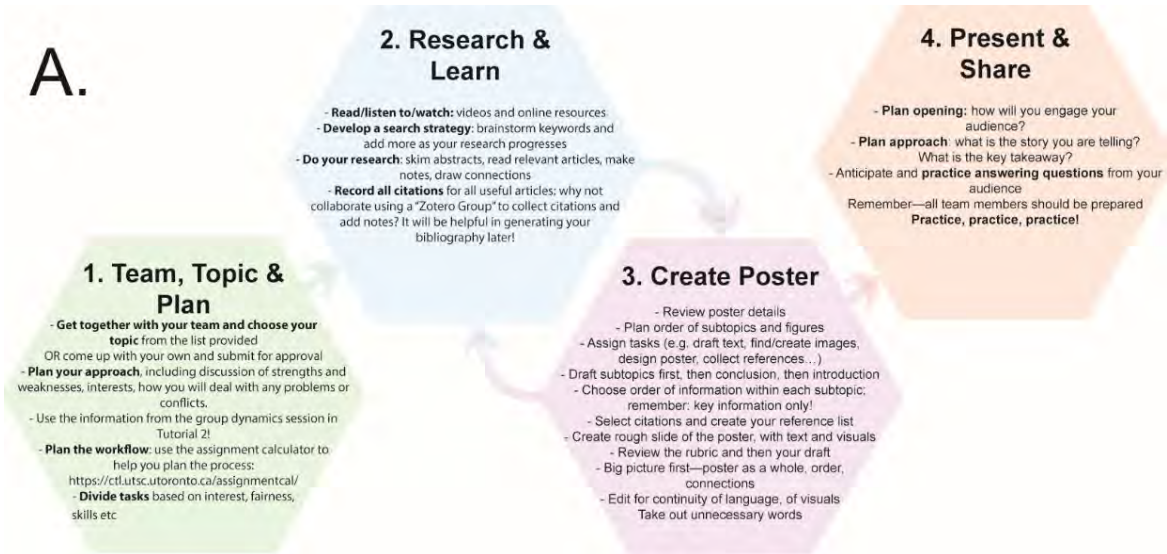 A.
1. Team, Topic &
Plan
- Get together with your team and choose your
topic from the list provided
OR come up with your own and submit for approval
- Plan your approach, including discussion of strengths and
weaknesses, interests, how you will deal with any problems or
conflicts.
- Use the information from the group dynamics session in
Tutorial 2!
- Plan the workflow: use the assignment calculator to
help you plan the process:
https://ctl.utsc.utoronto.ca/assignmentcal/
- Divide tasks based on interest, fairness,
skills etc
2. Research &
Learn
- Read/listen to/watch: videos and online resources
- Develop a search strategy: brainstorm keywords and
add more as your research progresses
- Do your research: skim abstracts, read relevant articles, make
notes, draw connections
- Record all citations for all useful articles: why not
collaborate using a "Zotero Group" to collect citations and
add notes? It will be helpful in generating your
bibliography later!
3. Create Poster
- Review poster details
- Plan order of subtopics and figures
- Assign tasks (e.g. draft text, find/create images,
design poster, collect references…)
- Draft subtopics first, then conclusion, then introduction
- Choose order of information within each subtopic;
remember: key information only!
- Select citations and create your reference list
- Create rough slide of the poster, with text and visuals
- Review the rubric and then your draft
- Big picture first—poster as a whole, order,
connections
- Edit for continuity of language, of visuals
Take out unnecessary words
4. Present &
Share
- Plan opening: how will you engage your
audience?
- Plan approach: what is the story you are telling?
What is the key takeaway?
- Anticipate and practice answering questions from your
audience
Remember—all team members should be prepared
Practice, practice, practice!